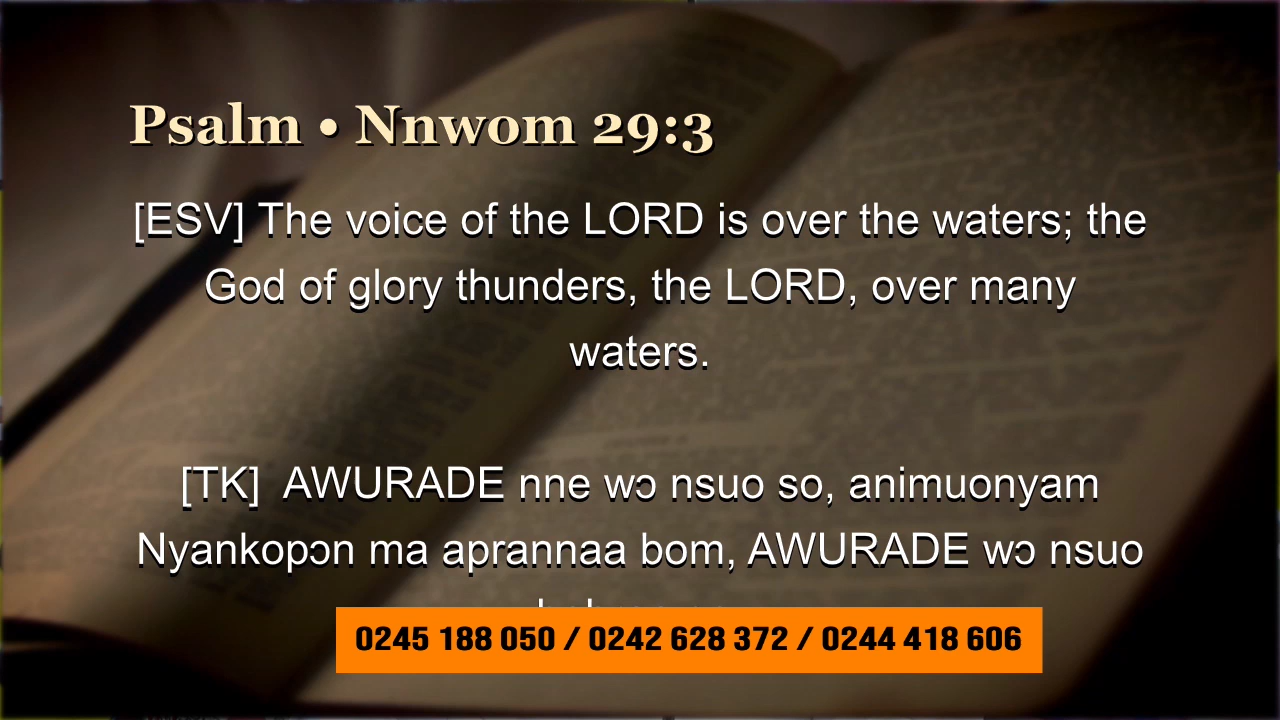 Psalm • Nnwom 29:3
[ESV] The voice of the LORD is over the waters; the
God of glory thunders, the LORD, over many
waters.
[TK] AWURADE nne wɔ nsuo so, animuonyam
Nyankopɔn ma aprannaa bom, AWURADE wɔ nsuo
0245 188 050 / 0242 628 372 / 0244 418 606